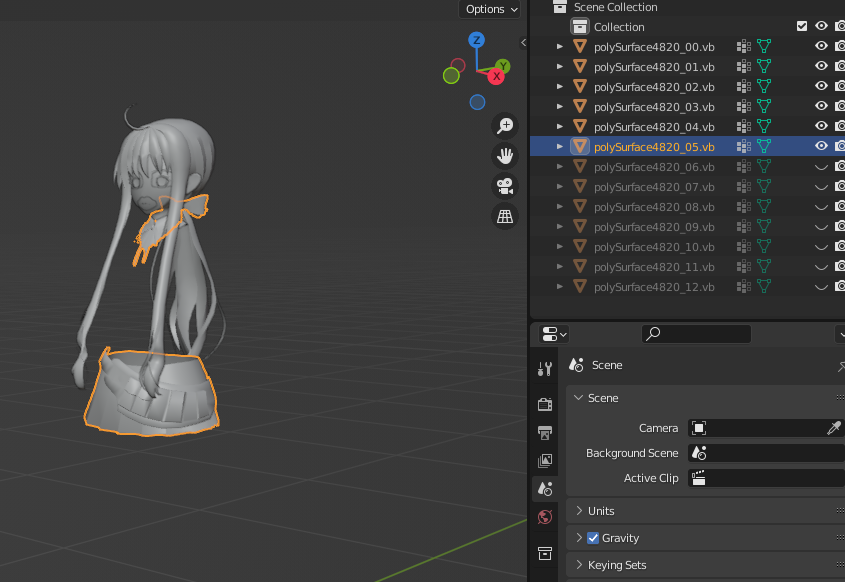 Options
Z
Y
X
Scene Collection
Collection
polySurface4820_00.vb
polySurface4820_01.vb
polySurface4820_02.vb
polySurface4820_03.vb
polySurface4820_04.vb
polySurface4820_05.vb
polySurface4820_06.vb
polySurface4820_07.vb
polySurface4820_08.vb
polySurface4820_09.vb
polySurface4820_10.vb
polySurface4820_11.vb
polySurface4820_12.vb
Scene
Scene
Camera
Background Scene
Active Clip
Units
Gravity
Keying Sets